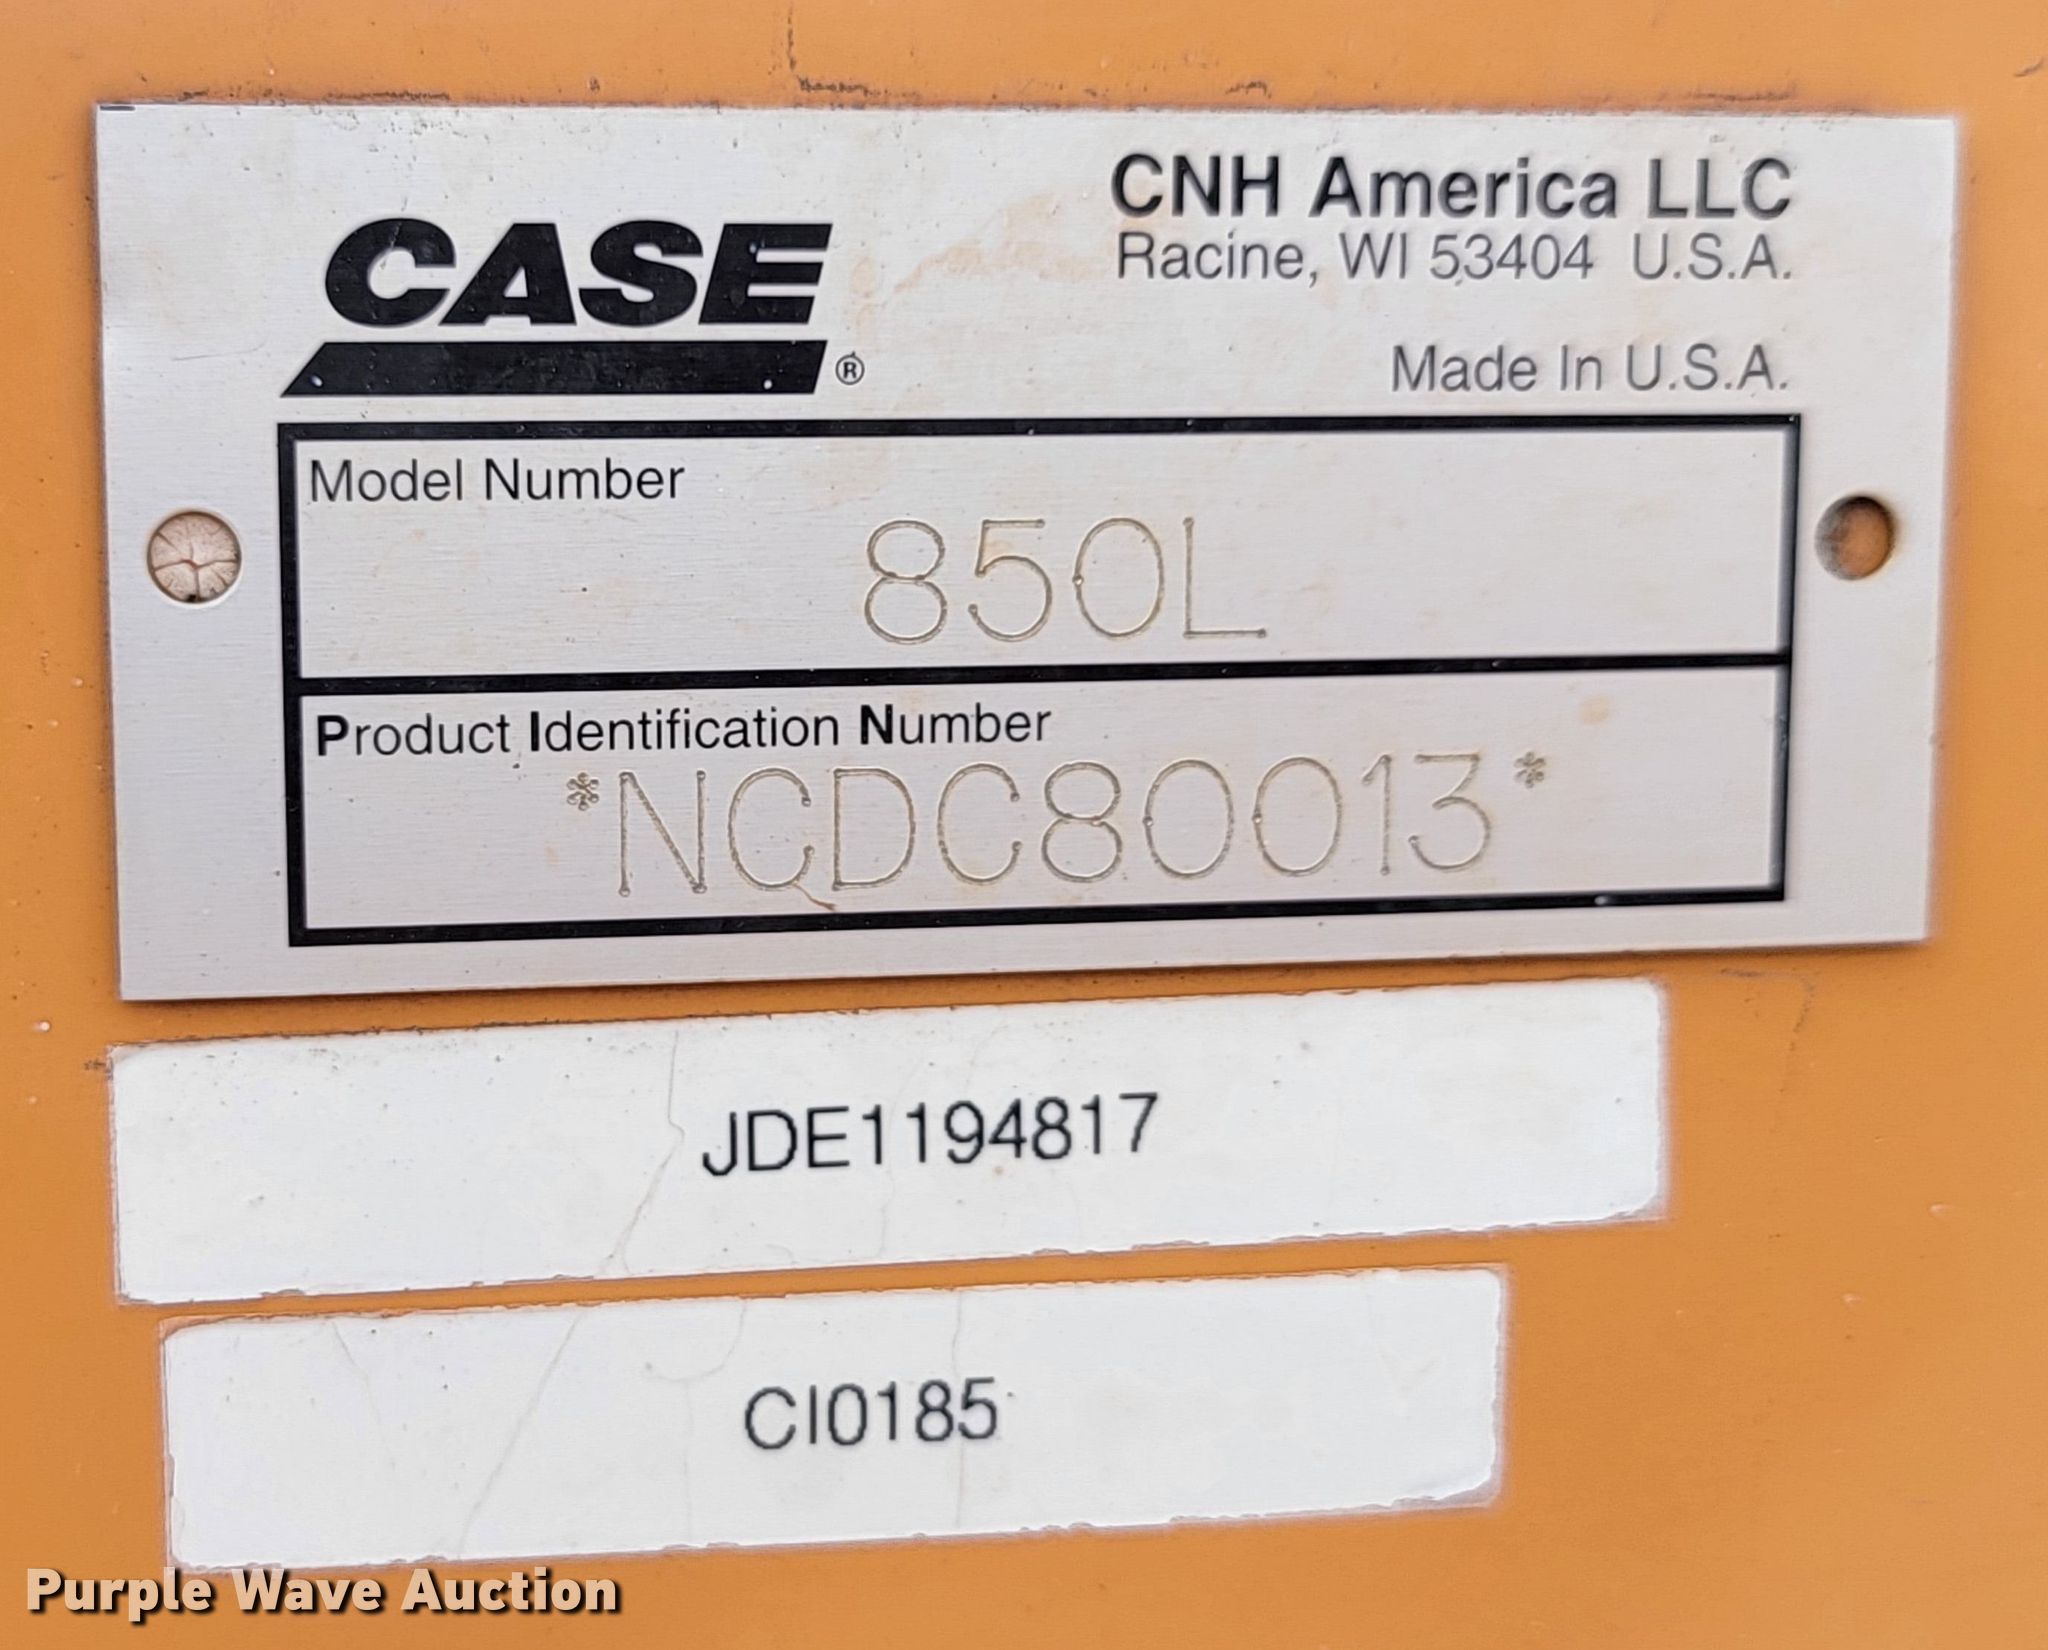 CASE®
CNH America LLC
Racine, WI 53404 U.S.A.
Made In U.S.A.
Model Number
850L
Product Identification Number
*NCDC80013*
JDE1194817
CI0185
Purple Wave Auction